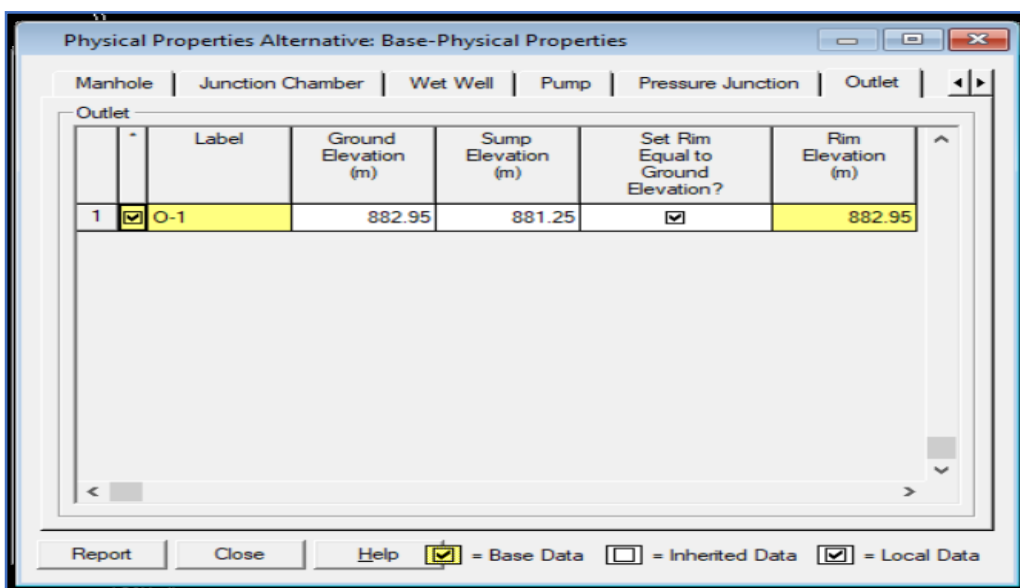 Physical Properties Alternative: Base-Physical Properties
Manhole Junction Chamber Wet Well Pump Pressure Junction Outlet
Outlet
* Label Ground Elevation (m) Sump Elevation (m) Set Rim Equal to Ground Elevation? Rim Elevation (m)
1 O-1 882.95 881.25 882.95
Report Close Help = Base Data = Inherited Data = Local Data